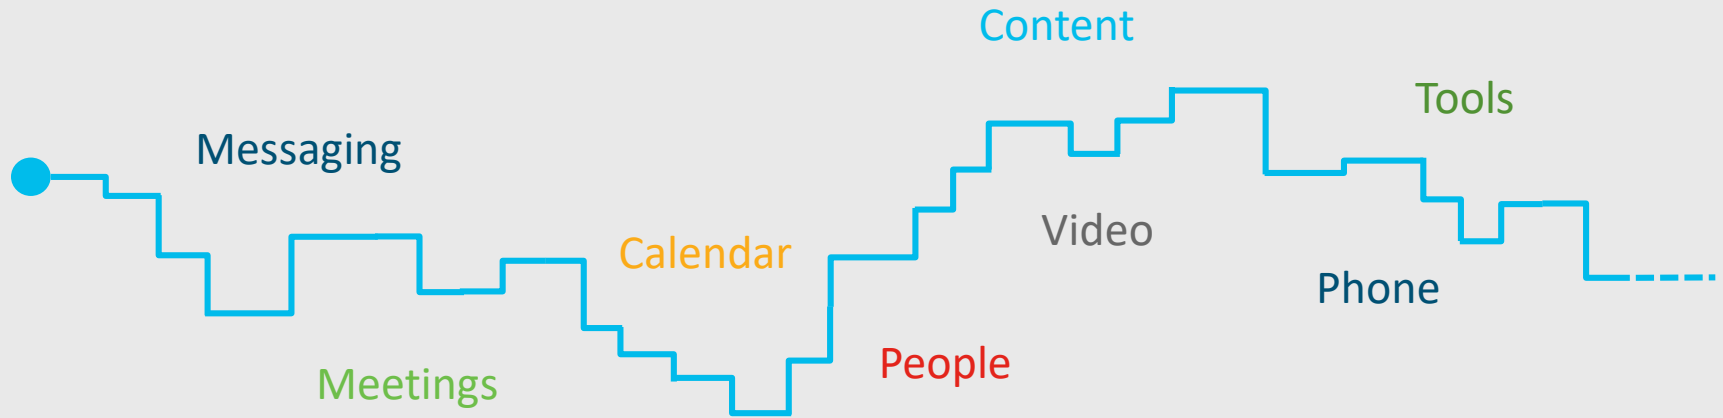 Content
Tools
Messaging
Video
Calendar
Phone
People
Meetings